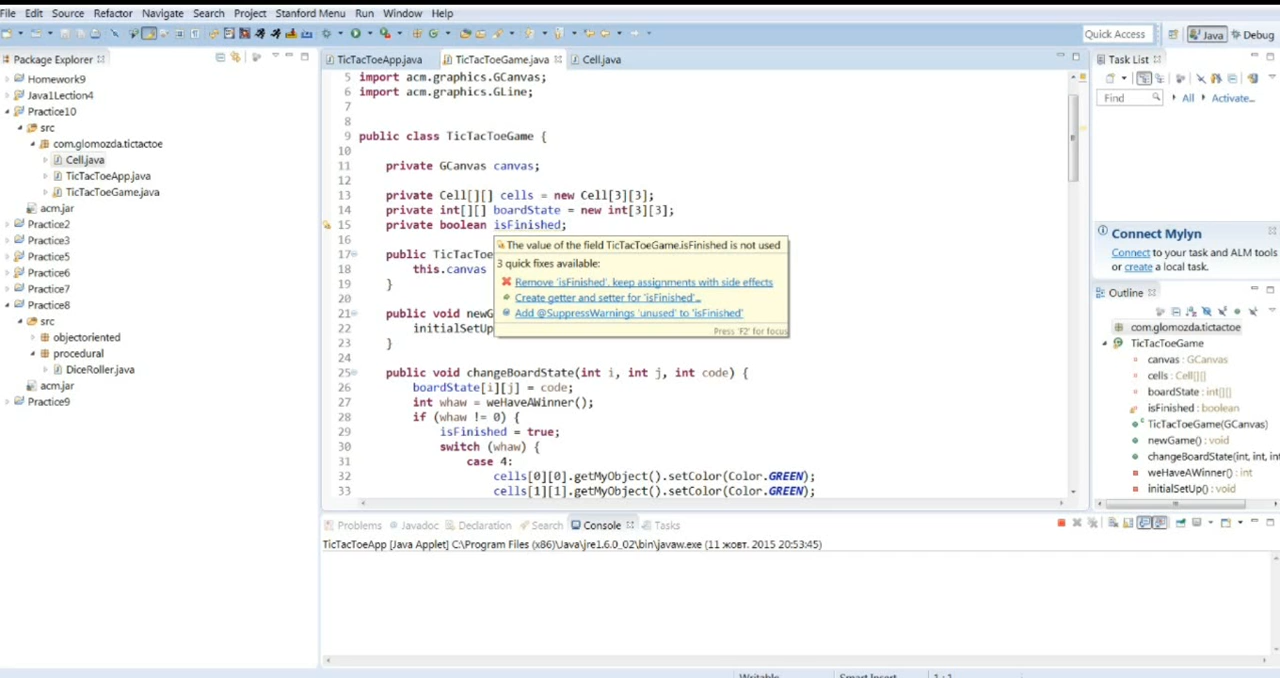 File Edit Source Refactor Navigate Search Project Stanford Menu Run Window Help
Quick Access Java Debug
Package Explorer
Homework9
Java1Lection4
Practice10
src
com.glomozda.tictactoe
Cell.java
TicTacToeApp.java
TicTacToeGame.java
acm.jar
Practice2
Practice3
Practice5
Practice6
Practice7
Practice8
src
objectoriented
procedural
DiceRoller.java
acm.jar
Practice9
TicTacToeApp.java TicTacToeGame.java Cell.java
5 import acm.graphics.GCanvas;
6 import acm.graphics.GLine;
7
8
9 public class TicTacToeGame {
10
11 private GCanvas canvas;
12
13 private Cell[][] cells = new Cell[3][3];
14 private int[][] boardState = new int[3][3];
15 private boolean isFinished;
16
17 public TicTacToe
18 this.canvas
19 }
20
21 public void newG
22 initialSetUp
23 }
24
25 public void changeBoardState(int i, int j, int code) {
26 boardState[i][j] = code;
27 int whaw = weHaveAWinner();
28 if (whaw != 0) {
29 isFinished = true;
30 switch (whaw) {
31 case 4:
32 cells[0][0].getMyObject().setColor(Color.GREEN);
33 cells[1][1].getMyObject().setColor(Color.GREEN);
The value of the field TicTacToeGame.isFinished is not used
3 quick fixes available:
Remove 'isFinished', keep assignments with side effects
Create getter and setter for 'isFinished'...
Add @SuppressWarnings 'unused' to 'isFinished'
Press 'F2' for focus
Task List
Find All Activate...
Connect Mylyn
Connect to your task and ALM tools
or create a local task.
Outline
com.glomozda.tictactoe
TicTacToeGame
canvas : GCanvas
cells : Cell[][]
boardState : int[][]
isFinished : boolean
TicTacToeGame(GCanvas)
newGame() : void
changeBoardState(int, int, int
weHaveAWinner() : int
initialSetUp() : void
Problems Javadoc Declaration Search Console Tasks
TicTacToeApp [Java Applet] C:\Program Files (x86)\Java\jre1.6.0_02\bin\javaw.exe (11 жовт. 2015 20:53:45)
Writable Smart Insert 1 : 1